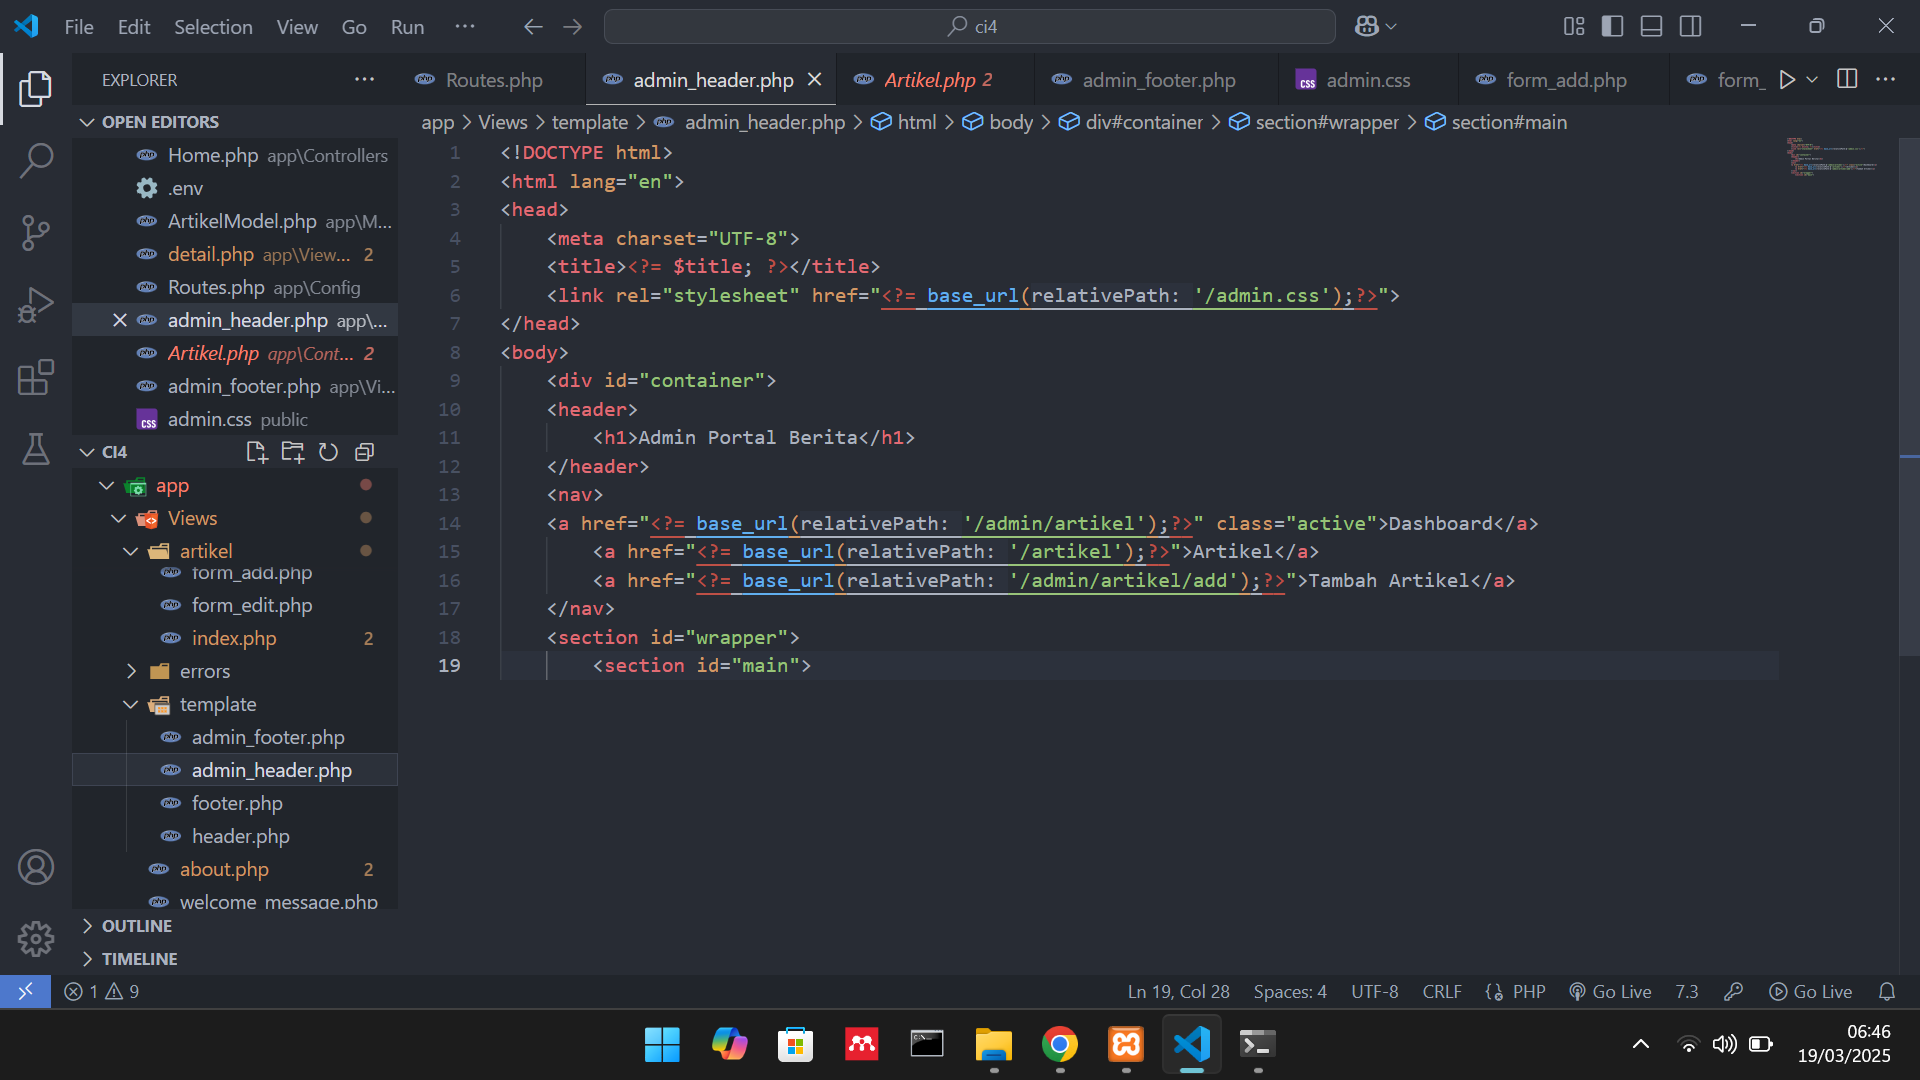 File Edit Selection View Go Run ··· ci4
EXPLORER ···
Routes.php admin_header.php Artikel.php 2 admin_footer.php admin.css form_add.php form_
OPEN EDITORS
Home.php app\Controllers
.env
ArtikelModel.php app\M...
detail.php app\View... 2
Routes.php app\Config
admin_header.php app\...
Artikel.php app\Cont... 2
admin_footer.php app\Vi...
admin.css public
CI4
app
Views
artikel
form_add.php
form_edit.php
index.php 2
errors
template
admin_footer.php
admin_header.php
footer.php
header.php
about.php 2
welcome_message.php
OUTLINE
TIMELINE
app > Views > template > admin_header.php > html > body > div#container > section#wrapper > section#main
1 <!DOCTYPE html>
2 <html lang="en">
3 <head>
4 <meta charset="UTF-8">
5 <title><?= $title; ?></title>
6 <link rel="stylesheet" href="<?= base_url(relativePath: '/admin.css');?>">
7 </head>
8 <body>
9 <div id="container">
10 <header>
11 <h1>Admin Portal Berita</h1>
12 </header>
13 <nav>
14 <a href="<?= base_url(relativePath: '/admin/artikel');?>" class="active">Dashboard</a>
15 <a href="<?= base_url(relativePath: '/artikel');?>">Artikel</a>
16 <a href="<?= base_url(relativePath: '/admin/artikel/add');?>">Tambah Artikel</a>
17 </nav>
18 <section id="wrapper">
19 <section id="main">
1 9 Ln 19, Col 28 Spaces: 4 UTF-8 CRLF PHP Go Live 7.3 Go Live
06:46
19/03/2025